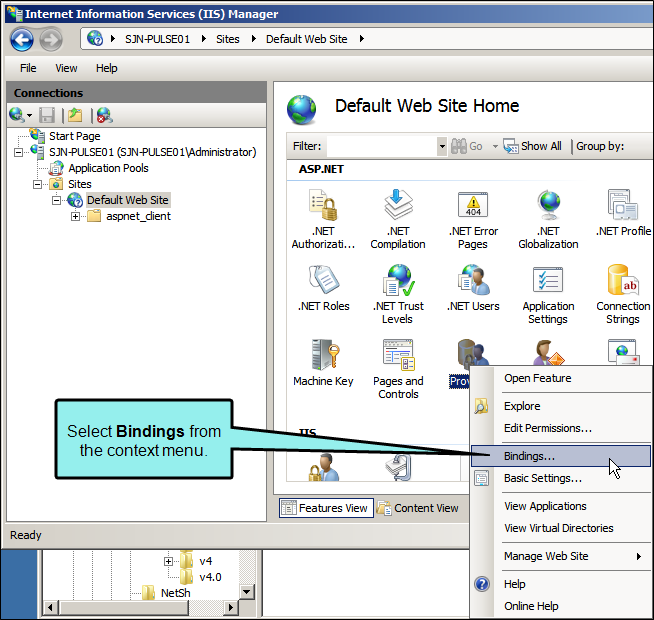 Internet Information Services (IIS) Manager
SJN-PULSE01 Sites Default Web Site
File View Help
Connections
Start Page
SJN-PULSE01 (SJN-PULSE01\Administrator)
Application Pools
Sites
Default Web Site
aspnet_client
Default Web Site Home
Filter: Go Show All Group by:
ASP.NET
.NET Authorizati...
.NET Compilation
404
.NET Error Pages
.NET Globalization
.NET Profile
.NET Roles
.NET Trust Levels
.NET Users
Application Settings
ab
Connection Strings
Machine Key
Pages and Controls
Prov
IIS
Select Bindings from
the context menu.
Open Feature
Explore
Edit Permissions...
Bindings...
Basic Settings...
View Applications
View Virtual Directories
Manage Web Site
Help
Online Help
Features View Content View
Ready
v4
v4.0
NetSh